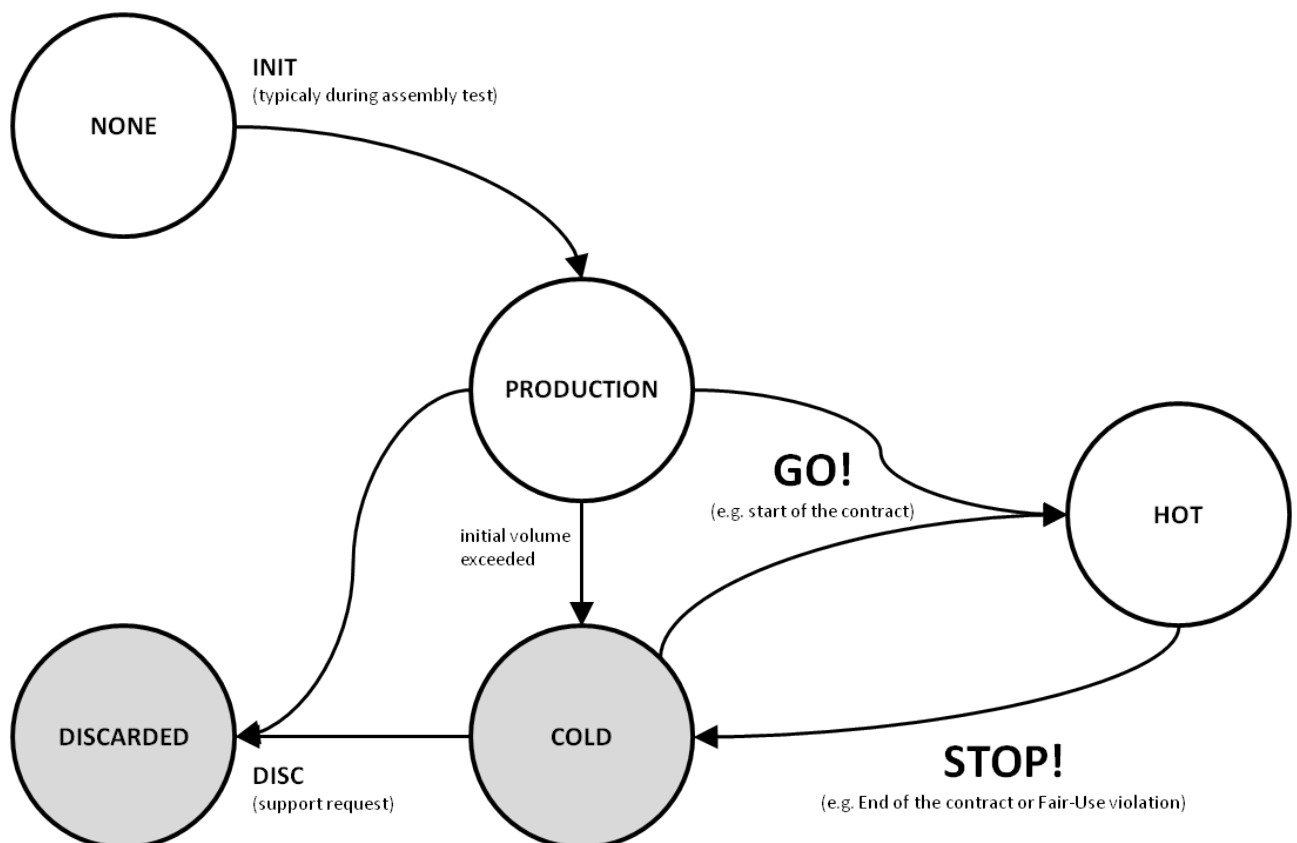 INIT
(typicaly during assembly test)
NONE
PRODUCTION
GO!
(e.g. start of the contract)
HOT
initial volume
exceeded
DISCARDED
COLD
DISC
(support request)
STOP!
(e.g. End of the contract or Fair-Use violation)